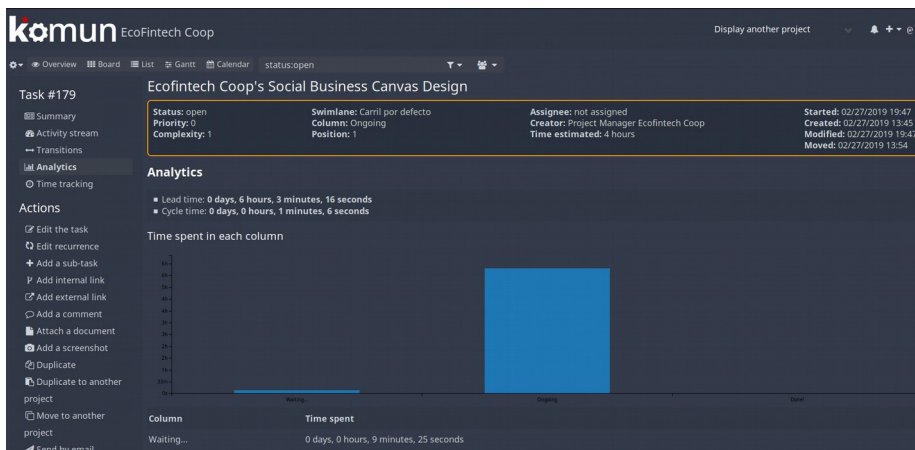 komun EcoFintech Coop
Display another project
Overview Board List Gantt Calendar status:open
Task #179
Summary
Activity stream
Transitions
Analytics
Time tracking
Actions
Edit the task
Edit recurrence
Add a sub-task
Add internal link
Add external link
Add a comment
Attach a document
Add a screenshot
Duplicate
Duplicate to another
project
Move to another
project
Send by email
Ecofintech Coop's Social Business Canvas Design
Status: open
Priority: 0
Complexity: 1
Swimlane: Carril por defecto
Column: Ongoing
Position: 1
Assignee: not assigned
Creator: Project Manager Ecofintech Coop
Time estimated: 4 hours
Started: 02/27/2019 19:47
Created: 02/27/2019 13:45
Modified: 02/27/2019 19:47
Moved: 02/27/2019 13:54
Analytics
Lead time: 0 days, 6 hours, 3 minutes, 16 seconds
Cycle time: 0 days, 0 hours, 1 minutes, 6 seconds
Time spent in each column
Waiting... Ongoing Done!
Column Time spent
Waiting... 0 days, 0 hours, 9 minutes, 25 seconds